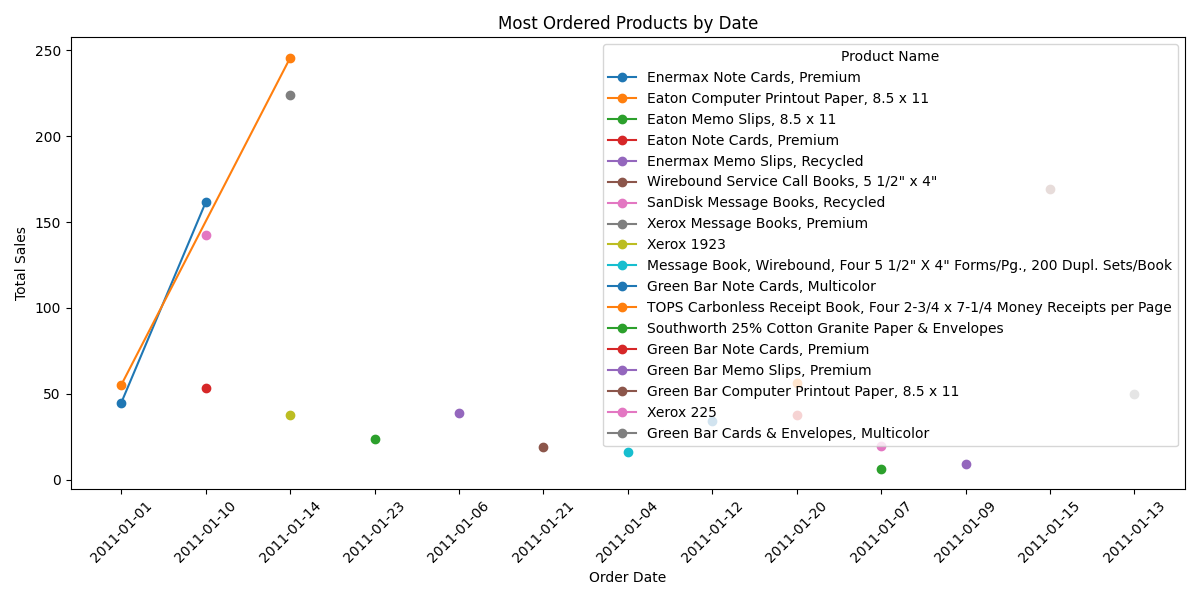 Most Ordered Products by Date
Total Sales
250
200
150
100
50
0
Product Name
Enermax Note Cards, Premium
Eaton Computer Printout Paper, 8.5 x 11
Eaton Memo Slips, 8.5 x 11
Eaton Note Cards, Premium
Enermax Memo Slips, Recycled
Wirebound Service Call Books, 5 1/2" x 4"
SanDisk Message Books, Recycled
Xerox Message Books, Premium
Xerox 1923
Message Book, Wirebound, Four 5 1/2" X 4" Forms/Pg., 200 Dupl. Sets/Book
Green Bar Note Cards, Multicolor
TOPS Carbonless Receipt Book, Four 2-3/4 x 7-1/4 Money Receipts per Page
Southworth 25% Cotton Granite Paper & Envelopes
Green Bar Note Cards, Premium
Green Bar Memo Slips, Premium
Green Bar Computer Printout Paper, 8.5 x 11
Xerox 225
Green Bar Cards & Envelopes, Multicolor
2011-01-01
2011-01-10
2011-01-14
2011-01-23
2011-01-06
2011-01-21
2011-01-04
2011-01-12
2011-01-20
2011-01-07
2011-01-09
2011-01-15
2011-01-13
Order Date